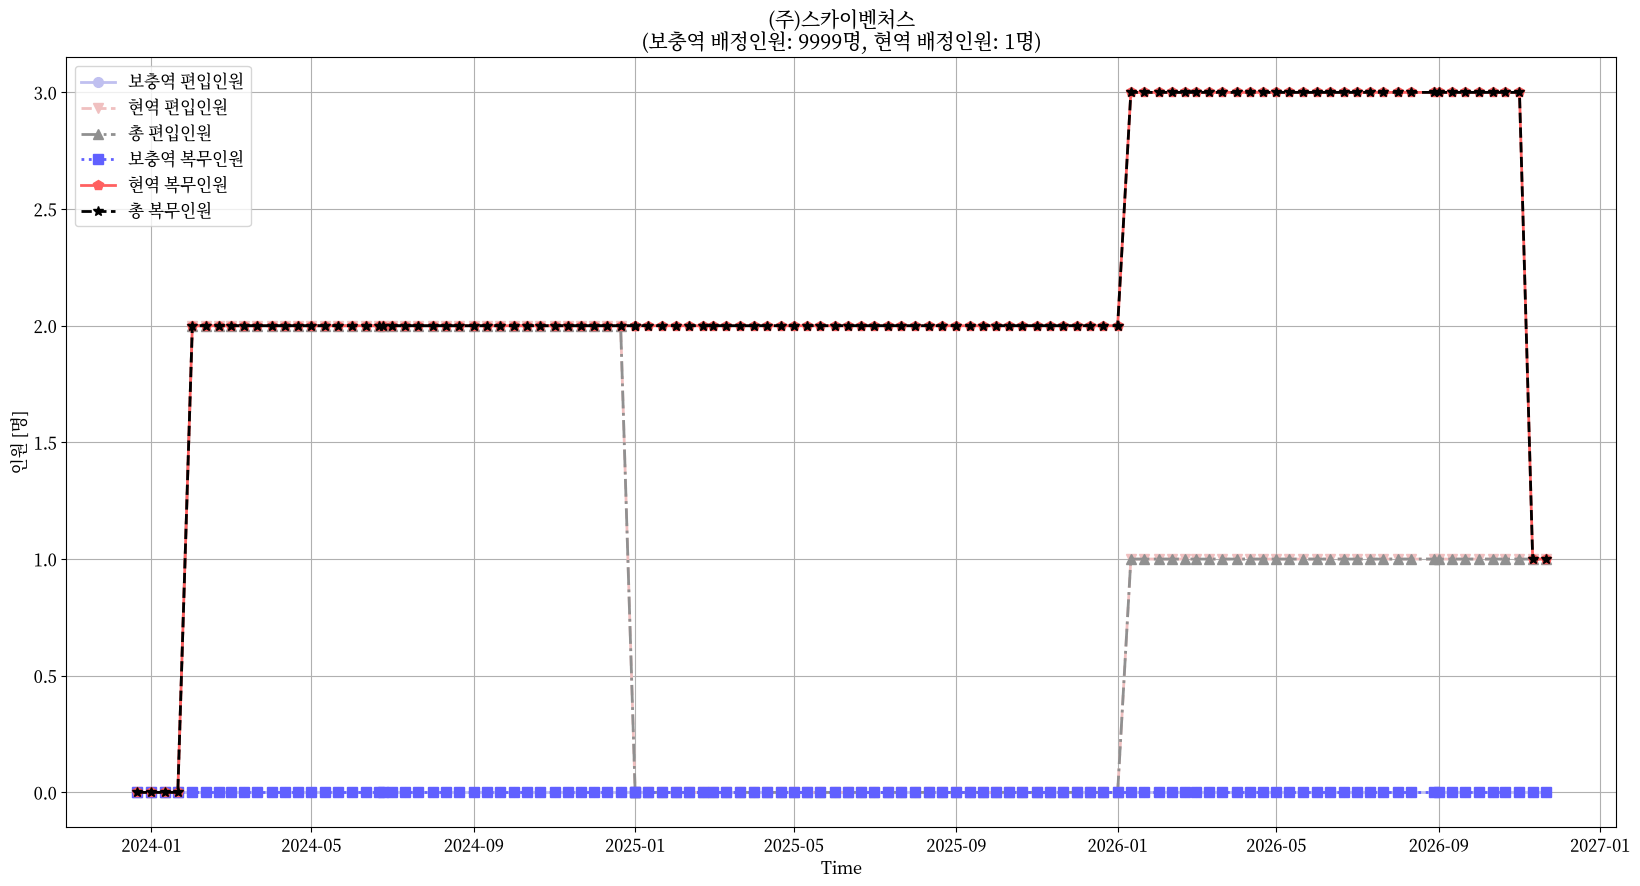 (주)스카이벤처스
(보충역 배정인원: 9999명, 현역 배정인원: 1명)
보충역 편입인원
현역 편입인원
총 편입인원
보충역 복무인원
현역 복무인원
총 복무인원
인원 [명]
3.0
2.5
2.0
1.5
1.0
0.5
0.0
2024-01
2024-05
2024-09
2025-01
2025-05
2025-09
2026-01
2026-05
2026-09
2027-01
Time